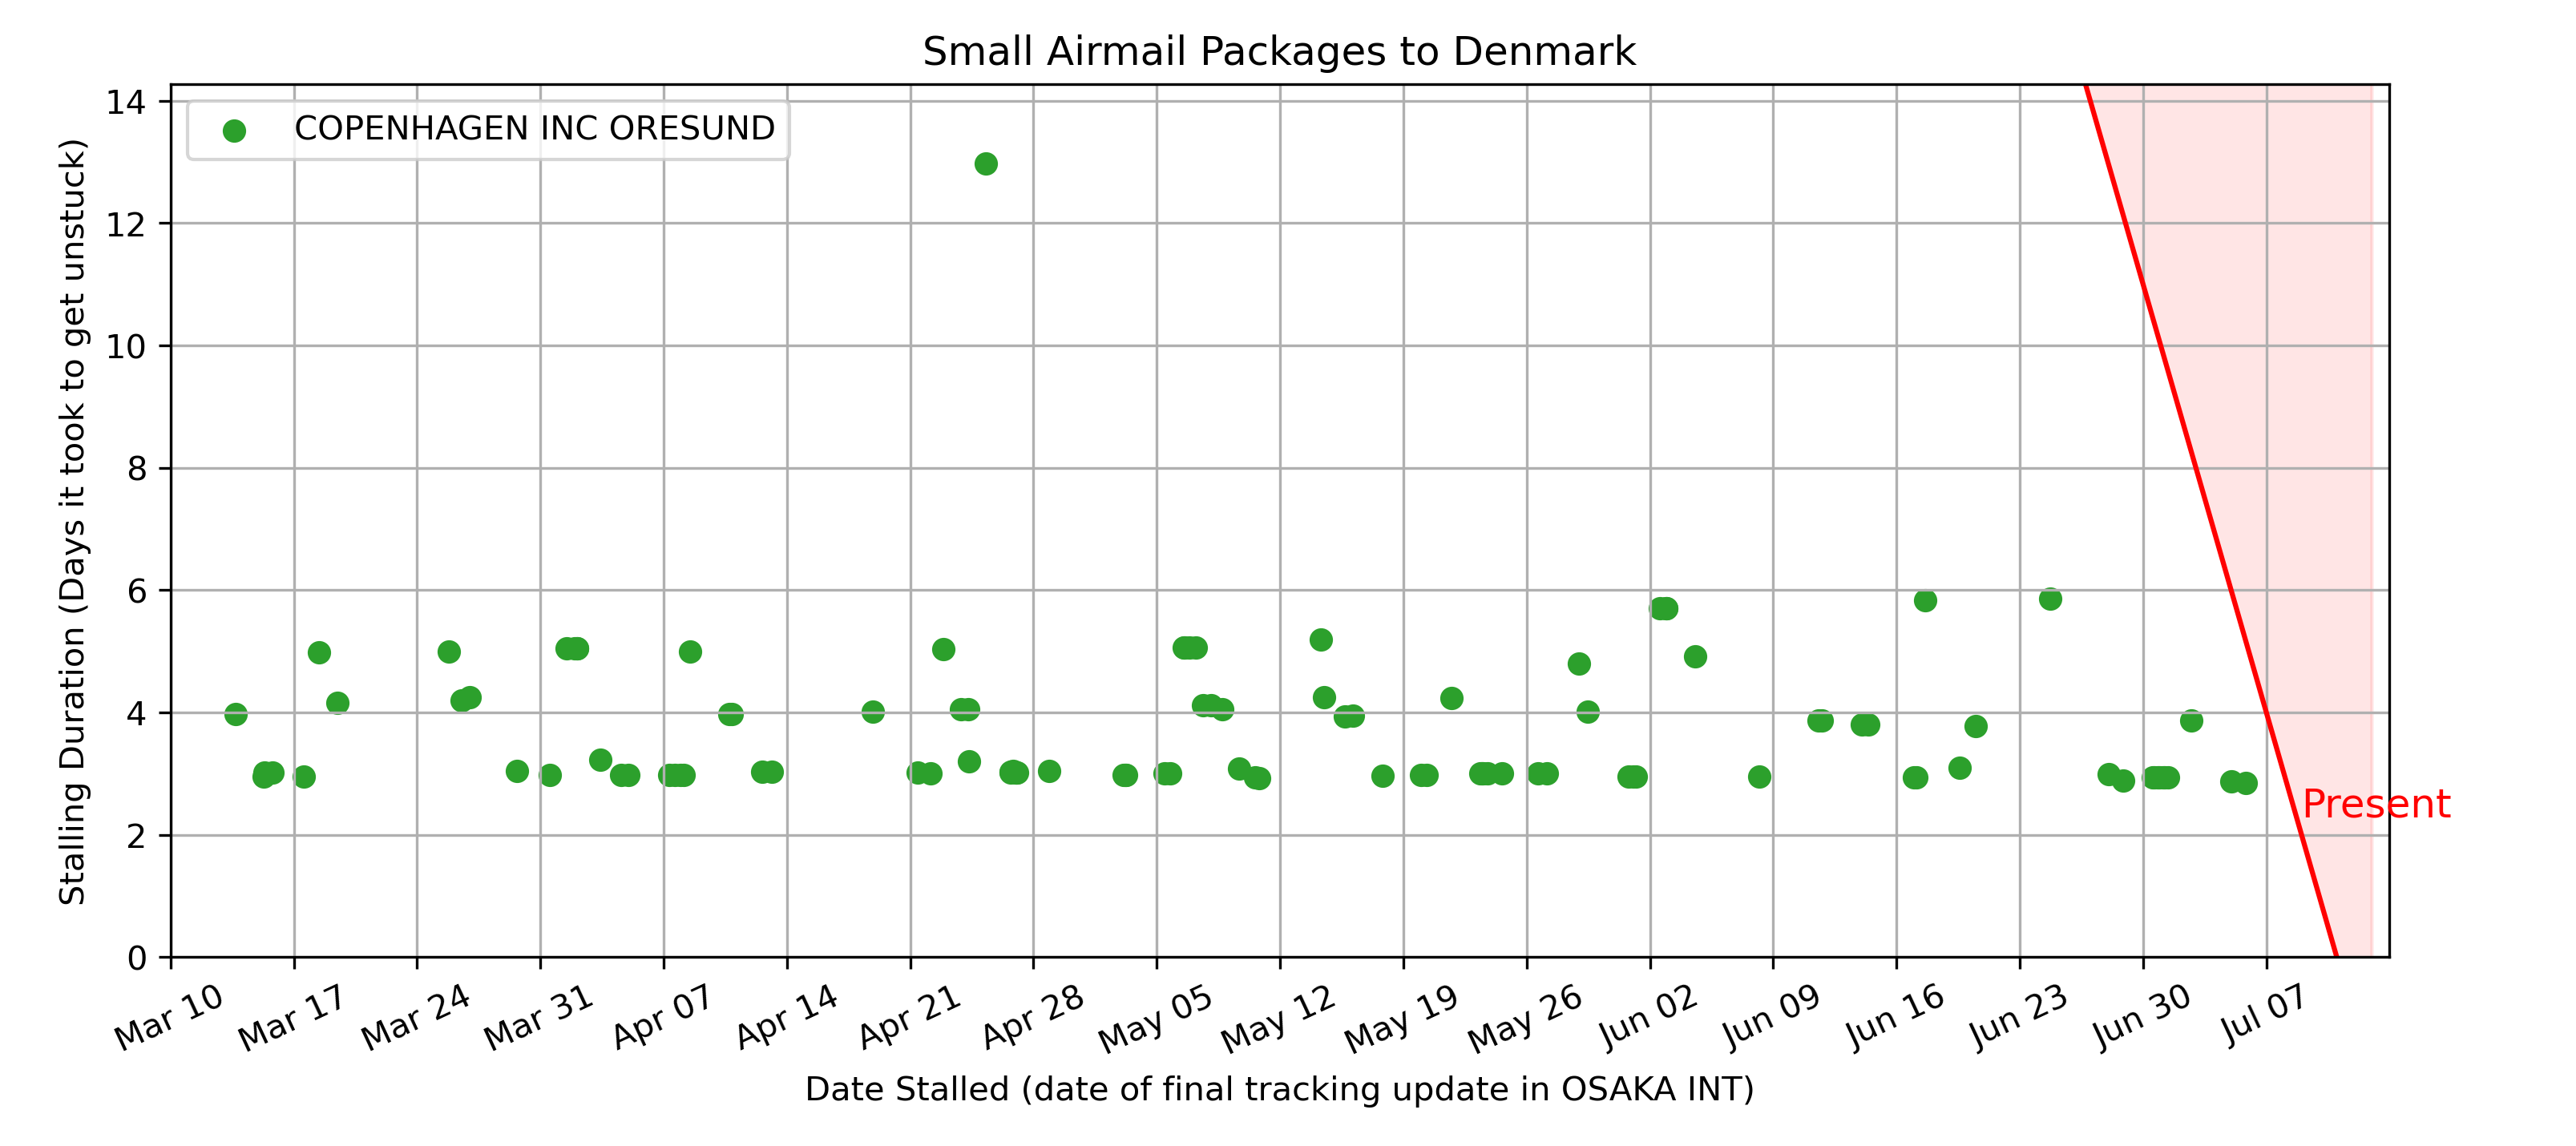 Small Airmail Packages to Denmark
COPENHAGEN INC ORESUND
Stalling Duration (Days it took to get unstuck)
14
12
10
8
6
4
2
0
Present
Mar 10
Mar 17
Mar 24
Mar 31
Apr 07
Apr 14
Apr 21
Apr 28
May 05
May 12
May 19
May 26
Jun 02
Jun 09
Jun 16
Jun 23
Jun 30
Jul 07
Date Stalled (date of final tracking update in OSAKA INT)